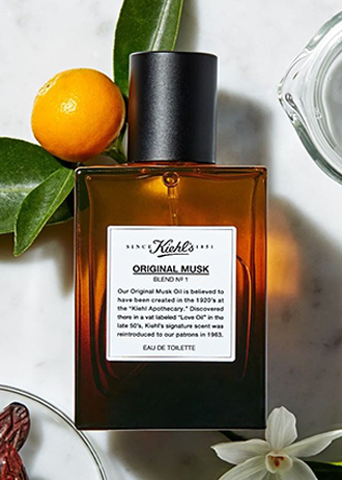 SINCE Kiehl's 1851
ORIGINAL MUSK
BLEND Nº 1
Our Original Musk Oil is believed to
have been created in the 1920's at
the "Kiehl Apothecary." Discovered
there in a vat labeled "Love Oil" in the
late 50's, Kiehl's signature scent was
reintroduced to our patrons in 1963.
EAU DE TOILETTE